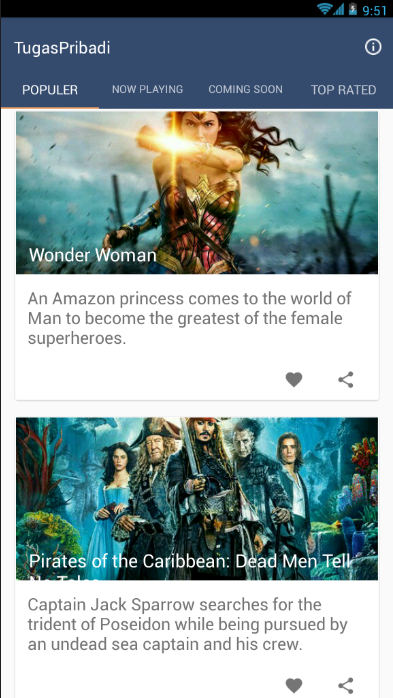 9:51
TugasPribadi
POPULER NOW PLAYING COMING SOON TOP RATED
Wonder Woman
An Amazon princess comes to the world of
Man to become the greatest of the female
superheroes.
Pirates of the Caribbean: Dead Men Tell
No Tales
Captain Jack Sparrow searches for the
trident of Poseidon while being pursued by
an undead sea captain and his crew.